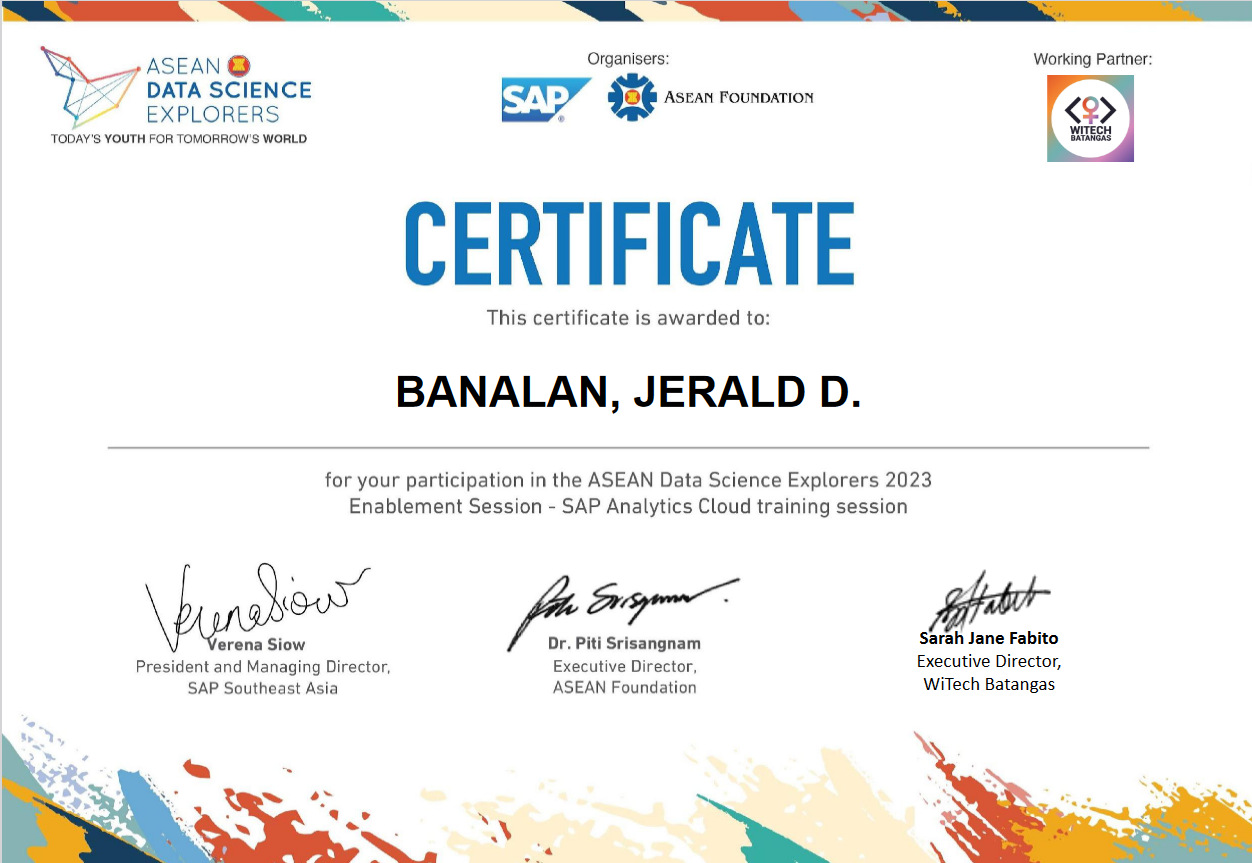 ASEAN
DATA SCIENCE
EXPLORERS
TODAY'S YOUTH FOR TOMORROW'S WORLD
Organisers:
SAP®
ASEAN FOUNDATION
Working Partner:
WITECH
BATANGAS
CERTIFICATE
This certificate is awarded to:
BANALAN, JERALD D.
for your participation in the ASEAN Data Science Explorers 2023
Enablement Session - SAP Analytics Cloud training session
Verena Siow
Verena Siow
President and Managing Director,
SAP Southeast Asia
Dr. Piti Srisangnam
Executive Director,
ASEAN Foundation
Sarah Jane Fabito
Executive Director,
WiTech Batangas